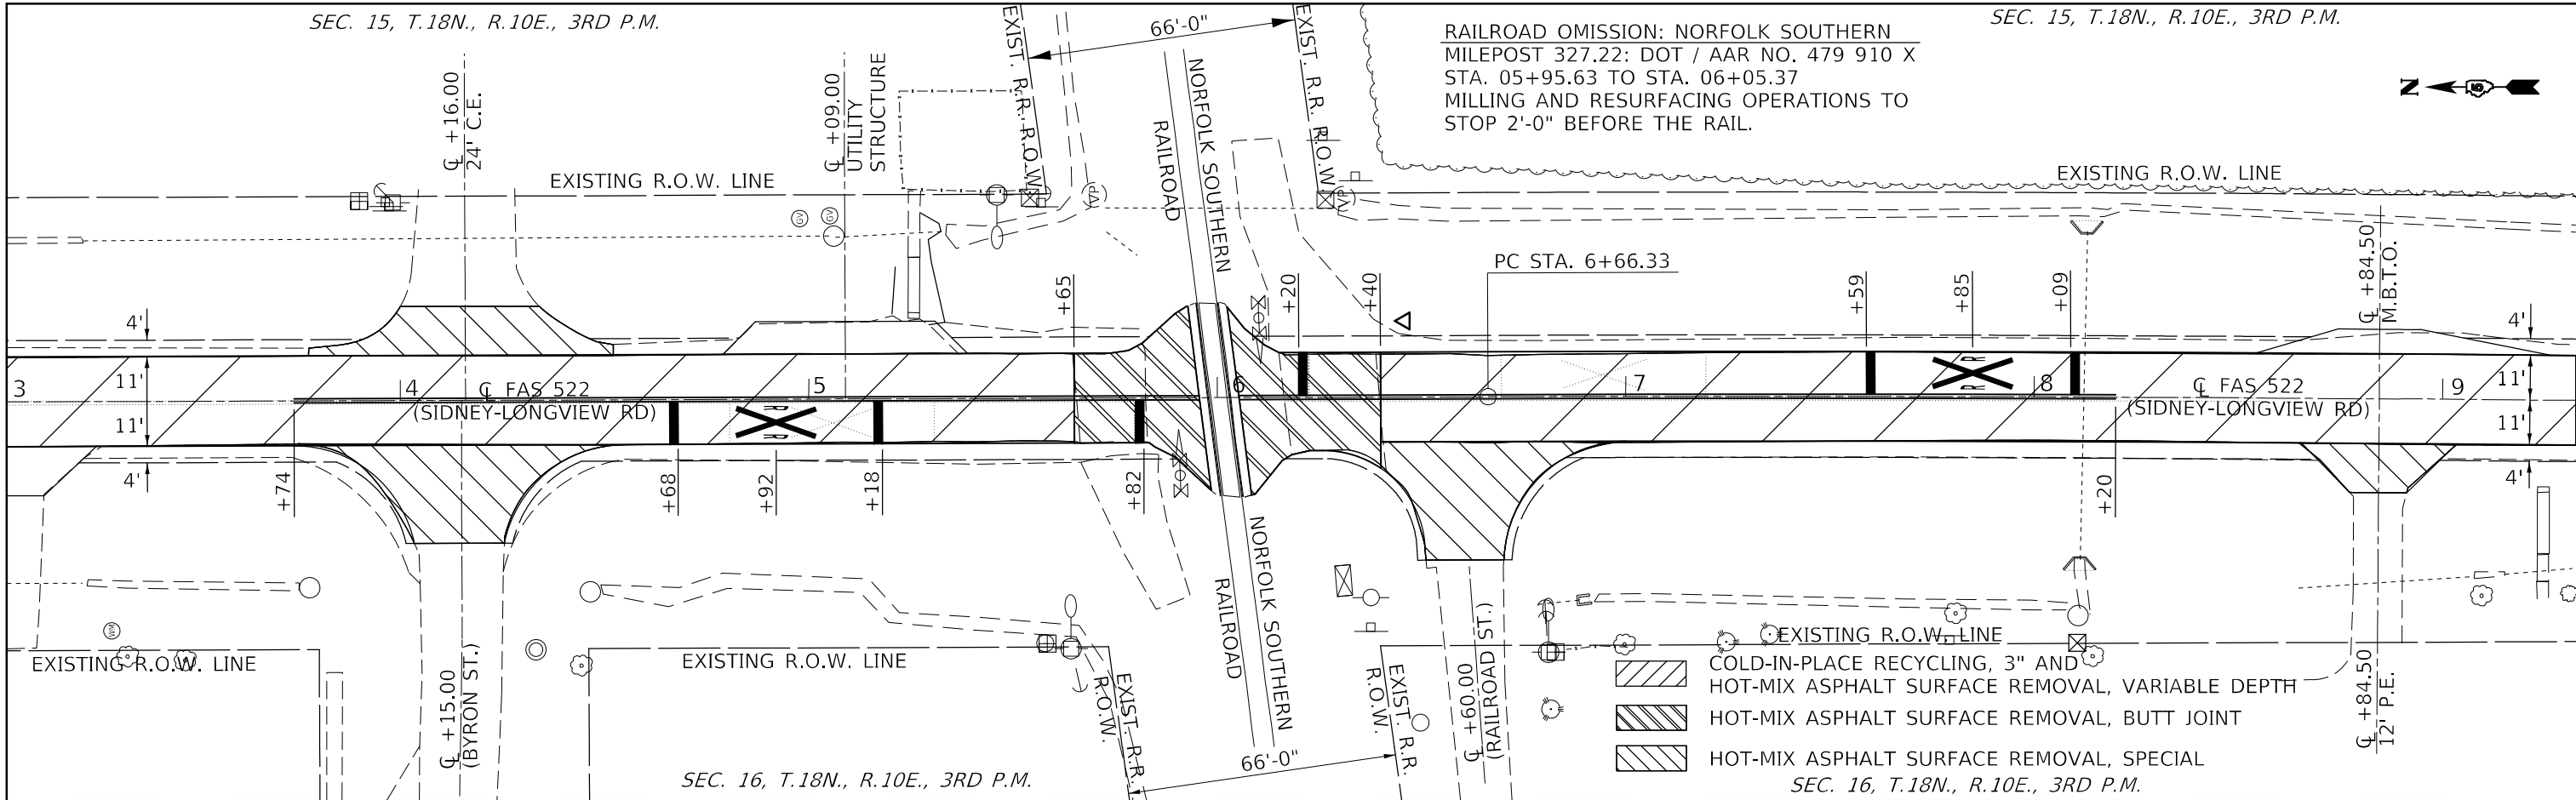 SEC. 15, T.18N., R.10E., 3RD P.M.
SEC. 15, T.18N., R.10E., 3RD P.M.
66'-0"
EXIST. R.R. R.O.W.
EXIST. R.R. R.O.W.
RAILROAD OMISSION: NORFOLK SOUTHERN
MILEPOST 327.22: DOT / AAR NO. 479 910 X
STA. 05+95.63 TO STA. 06+05.37
MILLING AND RESURFACING OPERATIONS TO
STOP 2'-0" BEFORE THE RAIL.
N
℄ +16.00
24' C.E.
℄ +09.00
UTILITY
STRUCTURE
NORFOLK SOUTHERN
RAILROAD
EXISTING R.O.W. LINE
EXISTING R.O.W. LINE
GV
GV
(VP)
(VP)
PC STA. 6+66.33
+65
+20
+40
+59
+85
+09
℄ +84.50
M.B.T.O.
4'
4'
11'
11'
3
4
℄ FAS 522
(SIDNEY-LONGVIEW RD)
5
6
7
8
℄ FAS 522
(SIDNEY-LONGVIEW RD)
9
R
R
R
R
11'
11'
4'
4'
+74
+68
+92
+18
+82
+20
NORFOLK SOUTHERN
RAILROAD
WM
EXISTING R.O.W. LINE
EXISTING R.O.W. LINE
EXISTING R.O.W. LINE
℄ +15.00
(BYRON ST.)
EXIST. R.R.
R.O.W.
EXIST. R.R.
R.O.W.
℄ +60.00
(RAILROAD ST.)
℄ +84.50
12' P.E.
COLD-IN-PLACE RECYCLING, 3" AND
HOT-MIX ASPHALT SURFACE REMOVAL, VARIABLE DEPTH
HOT-MIX ASPHALT SURFACE REMOVAL, BUTT JOINT
HOT-MIX ASPHALT SURFACE REMOVAL, SPECIAL
66'-0"
SEC. 16, T.18N., R.10E., 3RD P.M.
SEC. 16, T.18N., R.10E., 3RD P.M.